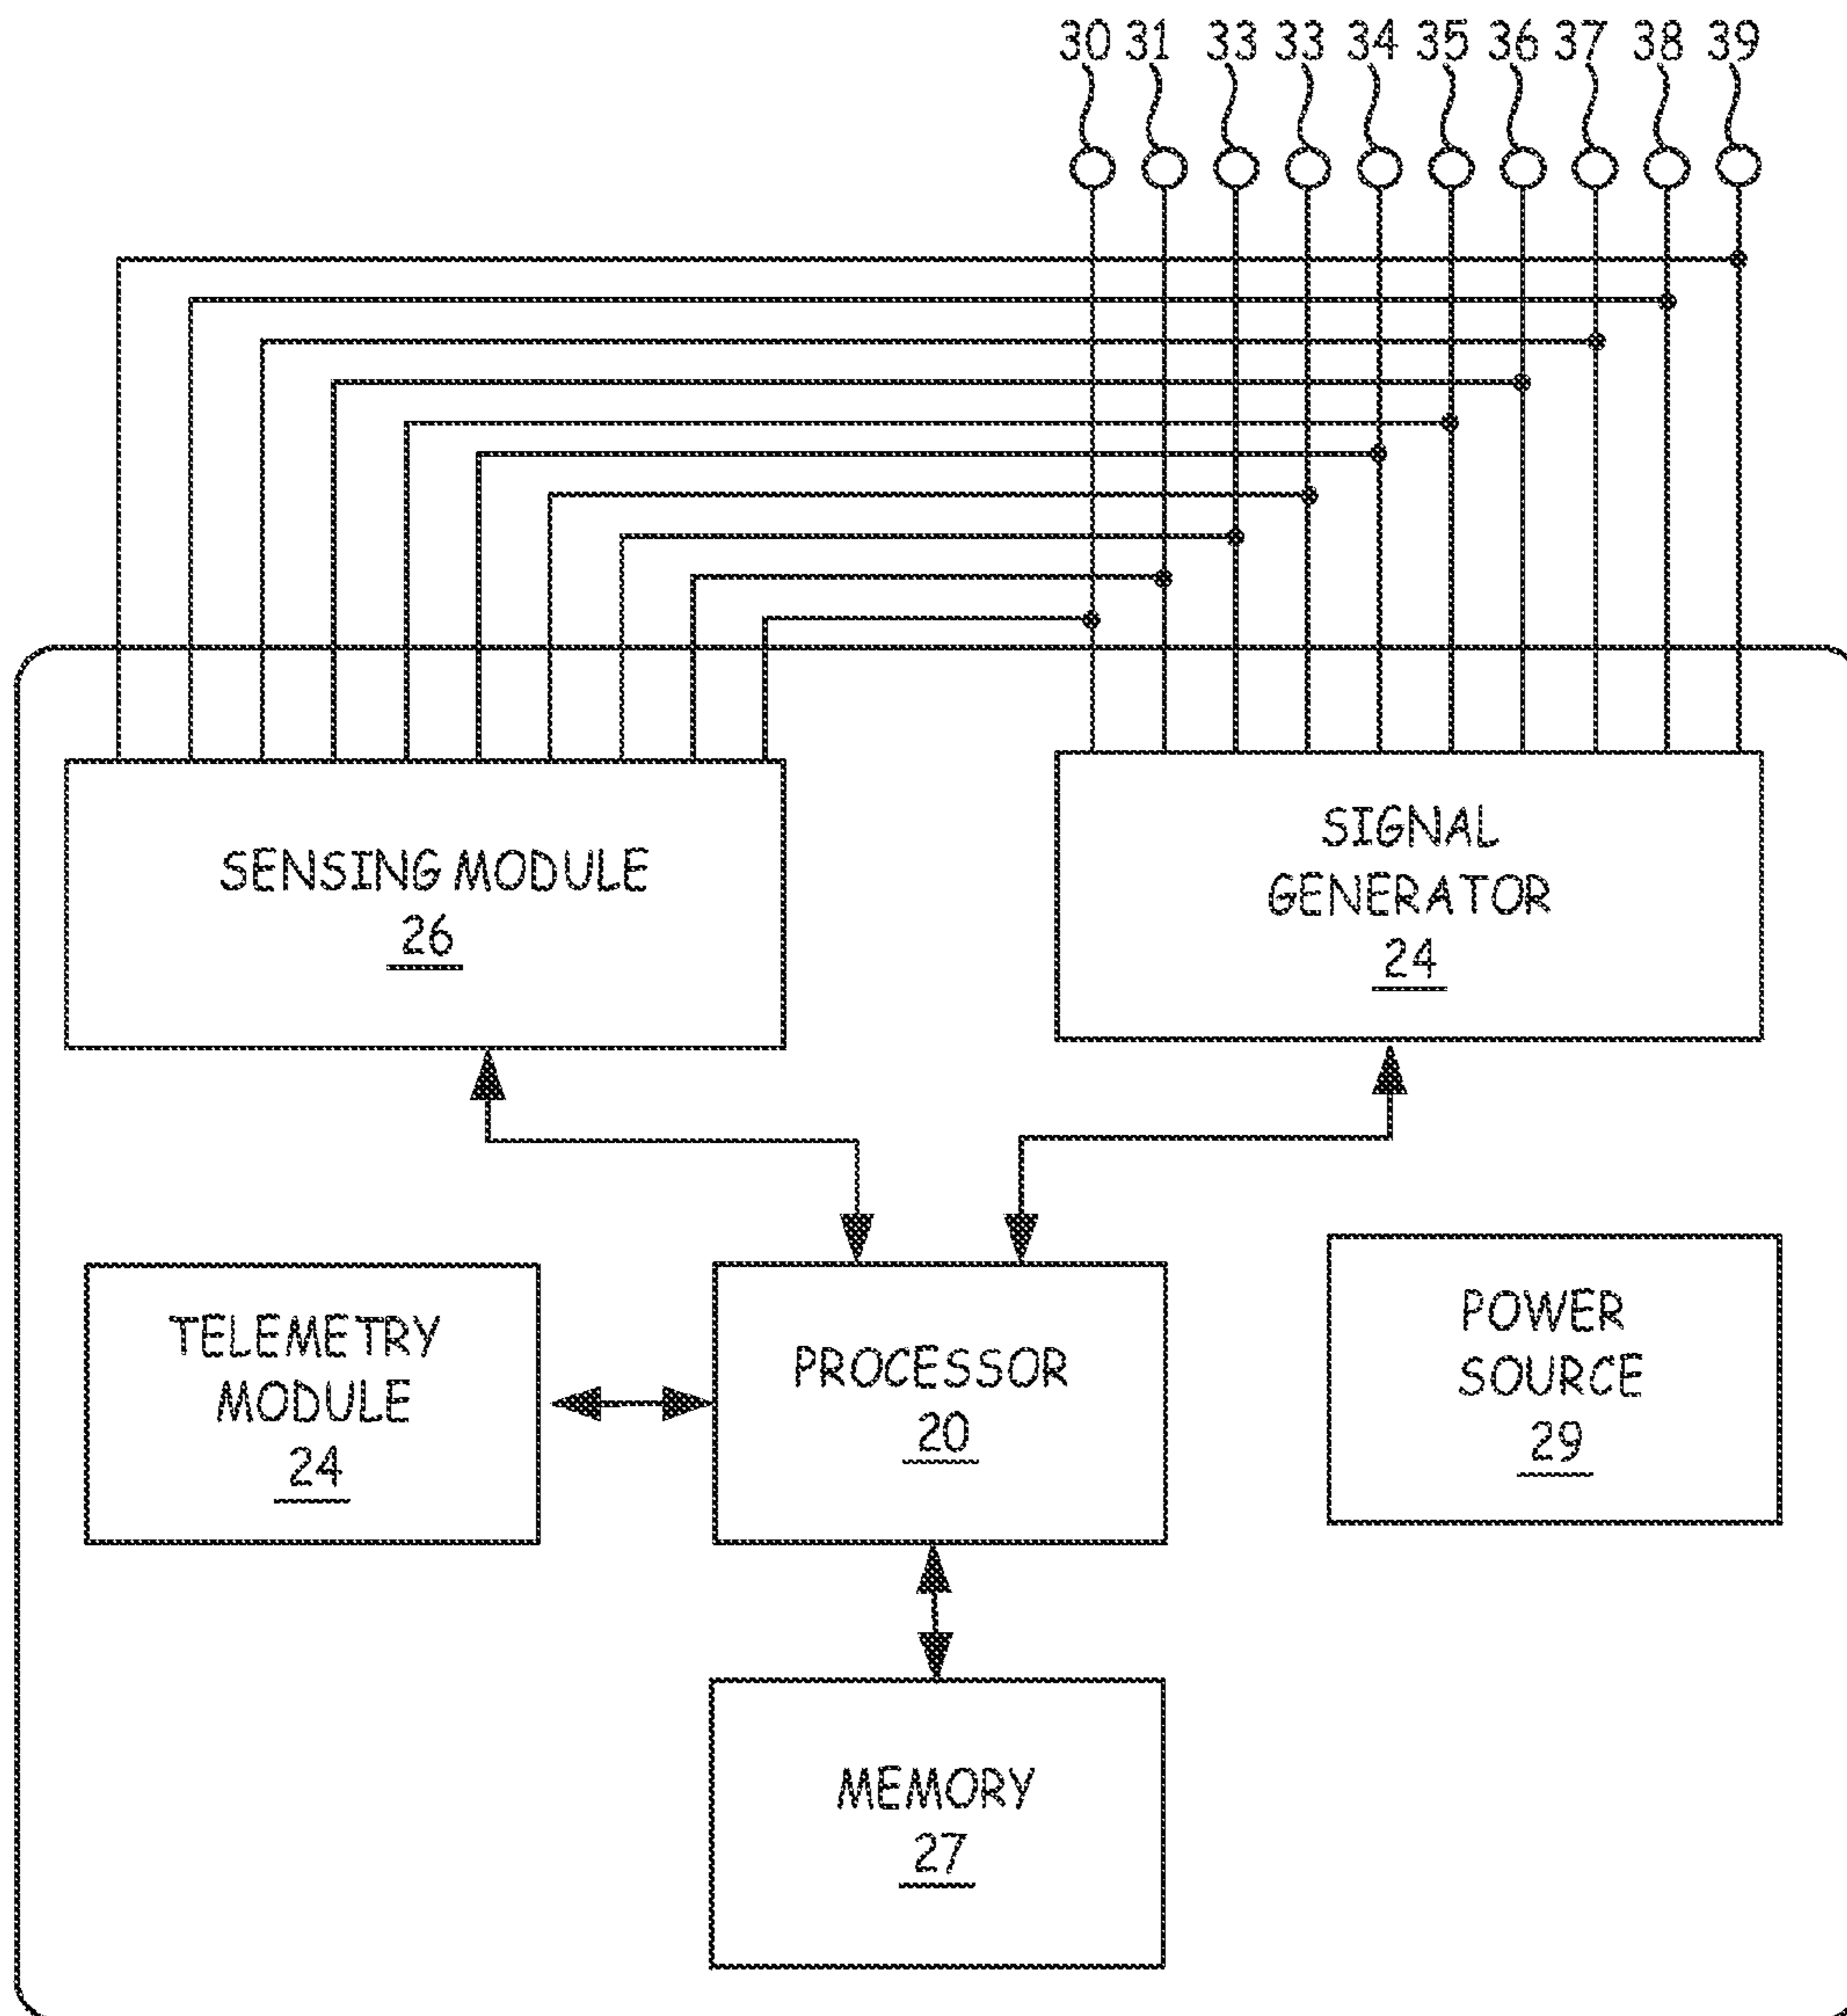 30 31 33 33 34 35 36 37 38 39
SENSING MODULE
26
SIGNAL
GENERATOR
24
TELEMETRY
MODULE
24
PROCESSOR
20
POWER
SOURCE
29
MEMORY
27